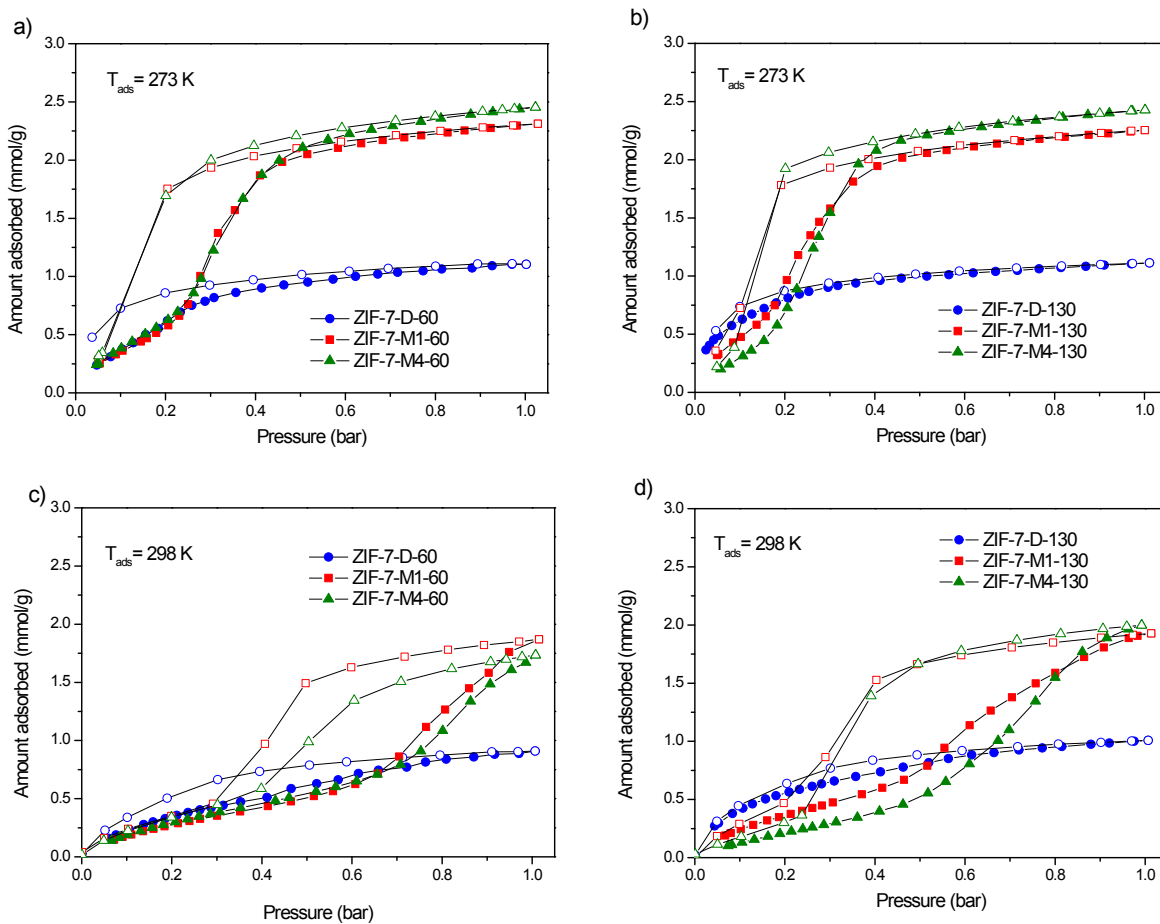 a)
T_ads = 273 K
ZIF-7-D-60
ZIF-7-M1-60
ZIF-7-M4-60
Amount adsorbed (mmol/g)
3.0
2.5
2.0
1.5
1.0
0.5
0.0
0.0 0.2 0.4 0.6 0.8 1.0
Pressure (bar)
b)
T_ads = 273 K
ZIF-7-D-130
ZIF-7-M1-130
ZIF-7-M4-130
Amount adsorbed (mmol/g)
3.0
2.5
2.0
1.5
1.0
0.5
0.0
0.0 0.2 0.4 0.6 0.8 1.0
Pressure (bar)
c)
T_ads = 298 K
ZIF-7-D-60
ZIF-7-M1-60
ZIF-7-M4-60
Amount adsorbed (mmol/g)
3.0
2.5
2.0
1.5
1.0
0.5
0.0
0.0 0.2 0.4 0.6 0.8 1.0
Pressure (bar)
d)
T_ads = 298 K
ZIF-7-D-130
ZIF-7-M1-130
ZIF-7-M4-130
Amount adsorbed (mmol/g)
3.0
2.5
2.0
1.5
1.0
0.5
0.0
0.0 0.2 0.4 0.6 0.8 1.0
Pressure (bar)